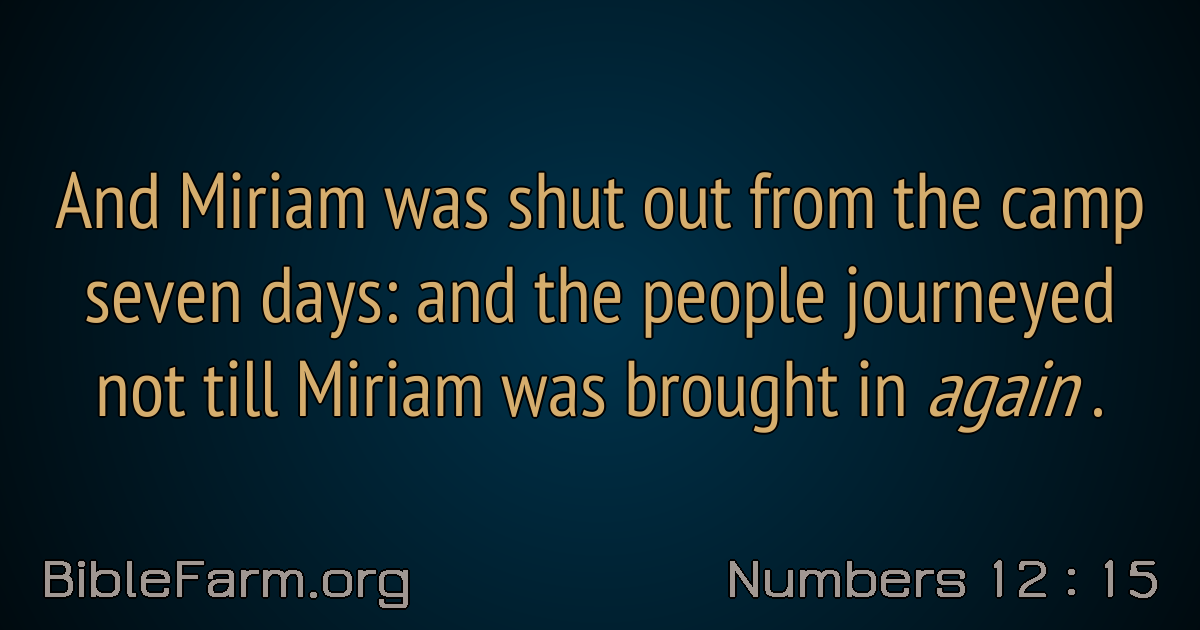 And Miriam was shut out from the camp
seven days: and the people journeyed
not till Miriam was brought in again .
BibleFarm.org
Numbers 12 : 15